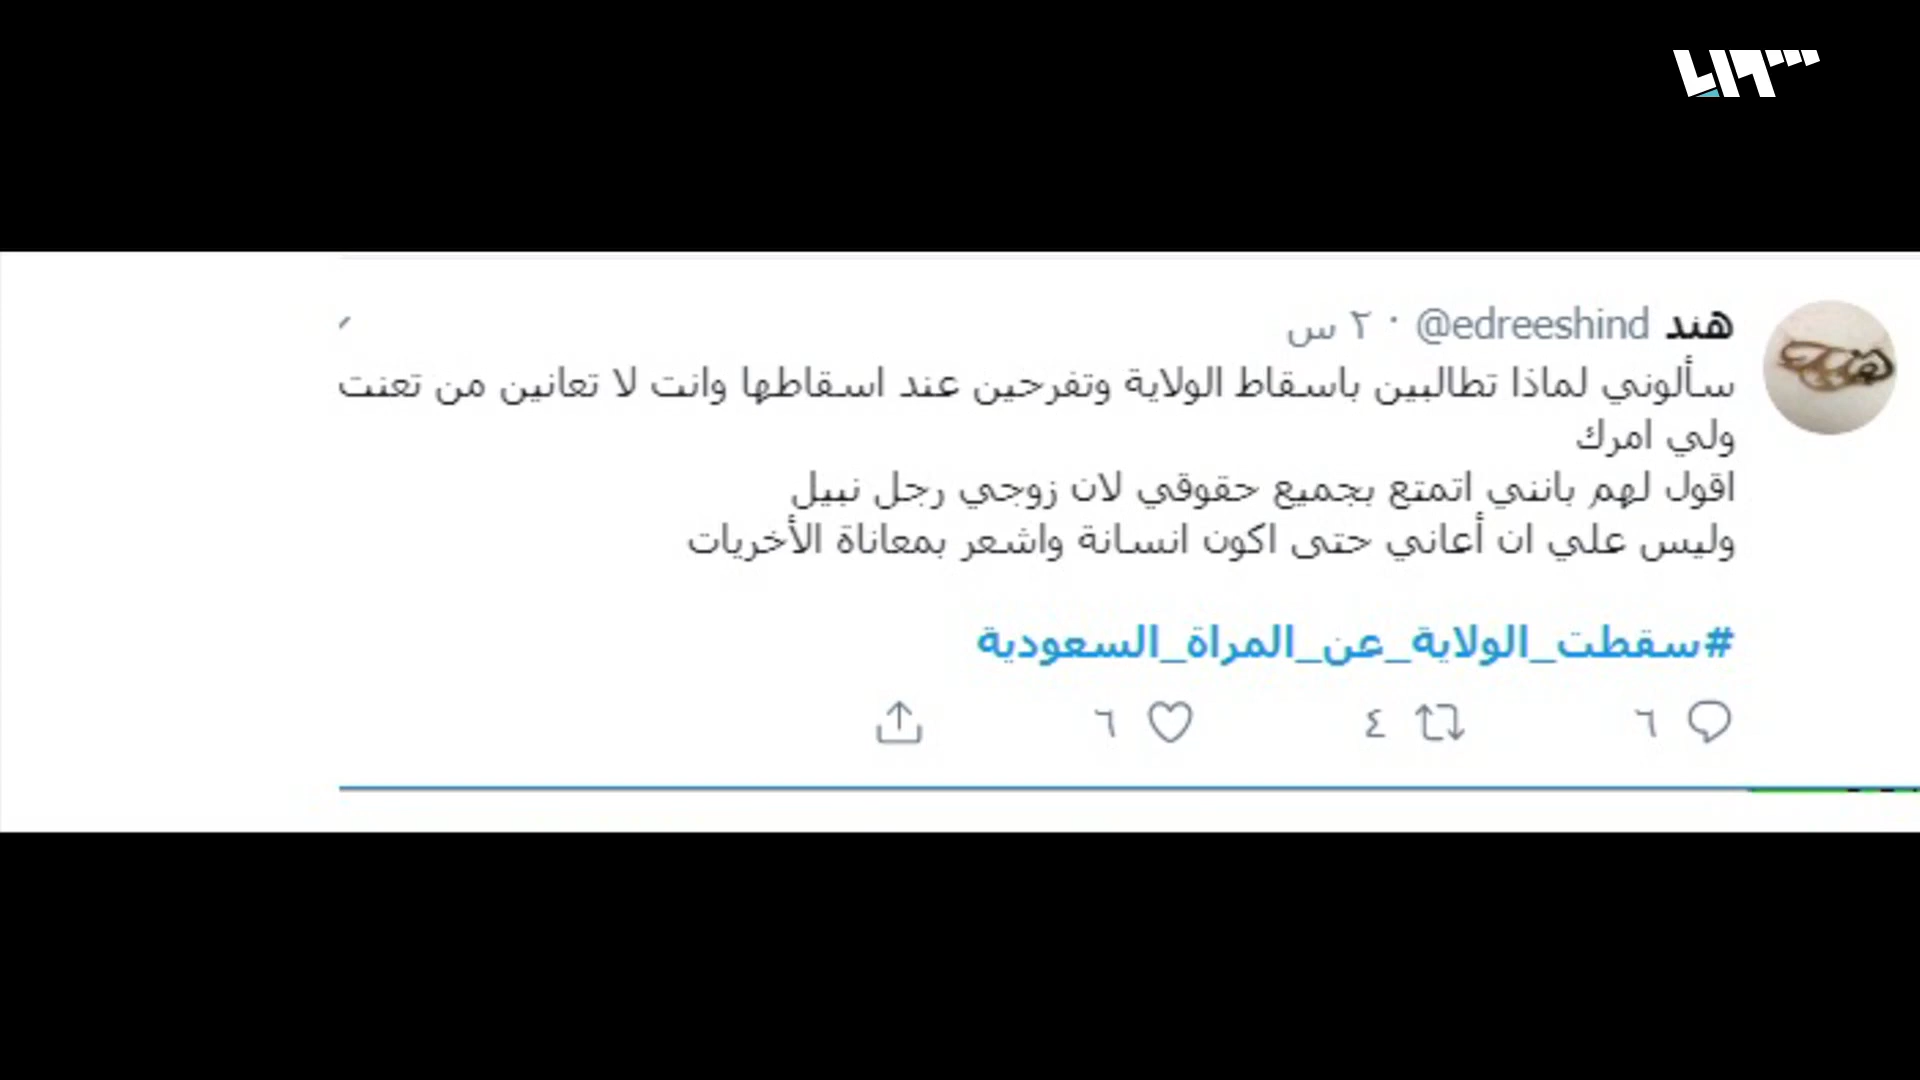 هند @edreeshind · ٢ س
سألوني لماذا تطالبين باسقاط الولاية وتفرحين عند اسقاطها وانت لا تعانين من تعنت
ولي امرك
اقول لهم بانني اتمتع بجميع حقوقي لان زوجي رجل نبيل
وليس علي ان أعاني حتى اكون انسانة واشعر بمعاناة الأخريات
#سقطت_الولاية_عن_المراة_السعودية
٦ ٤ ٦